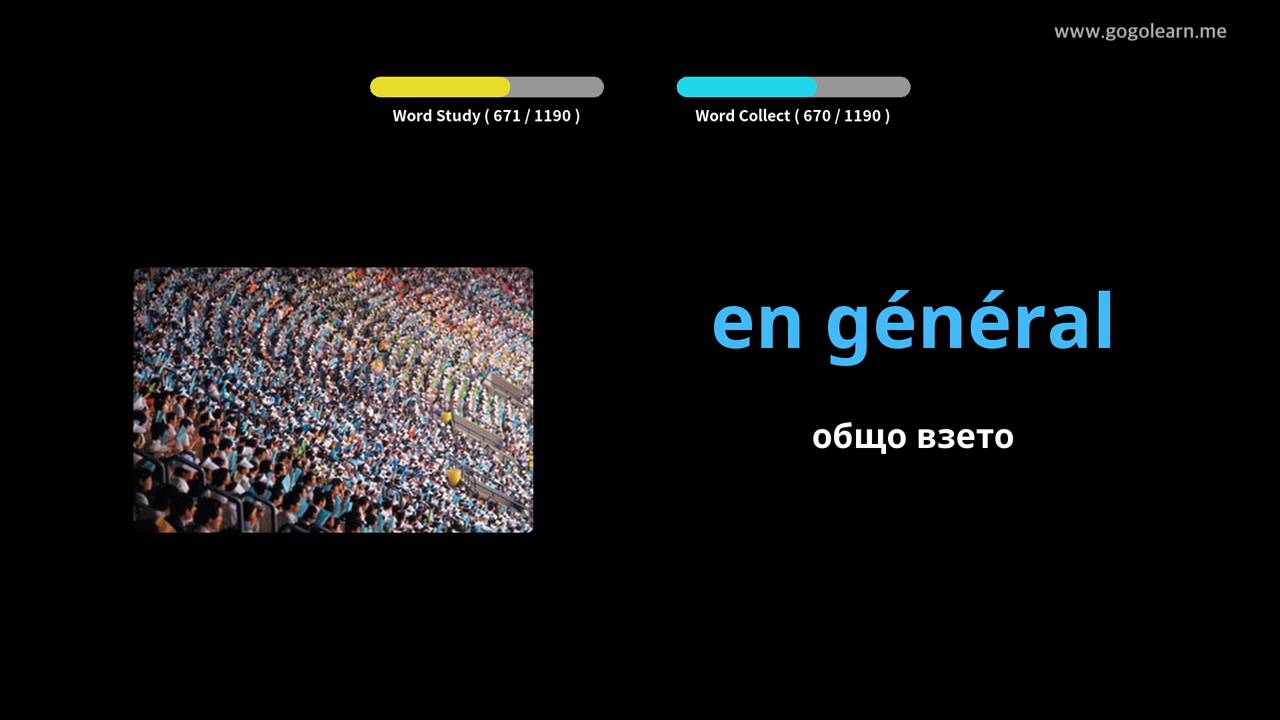 www.gogolearn.me
Word Study ( 671 / 1190 )
Word Collect ( 670 / 1190 )
en général
общо взето